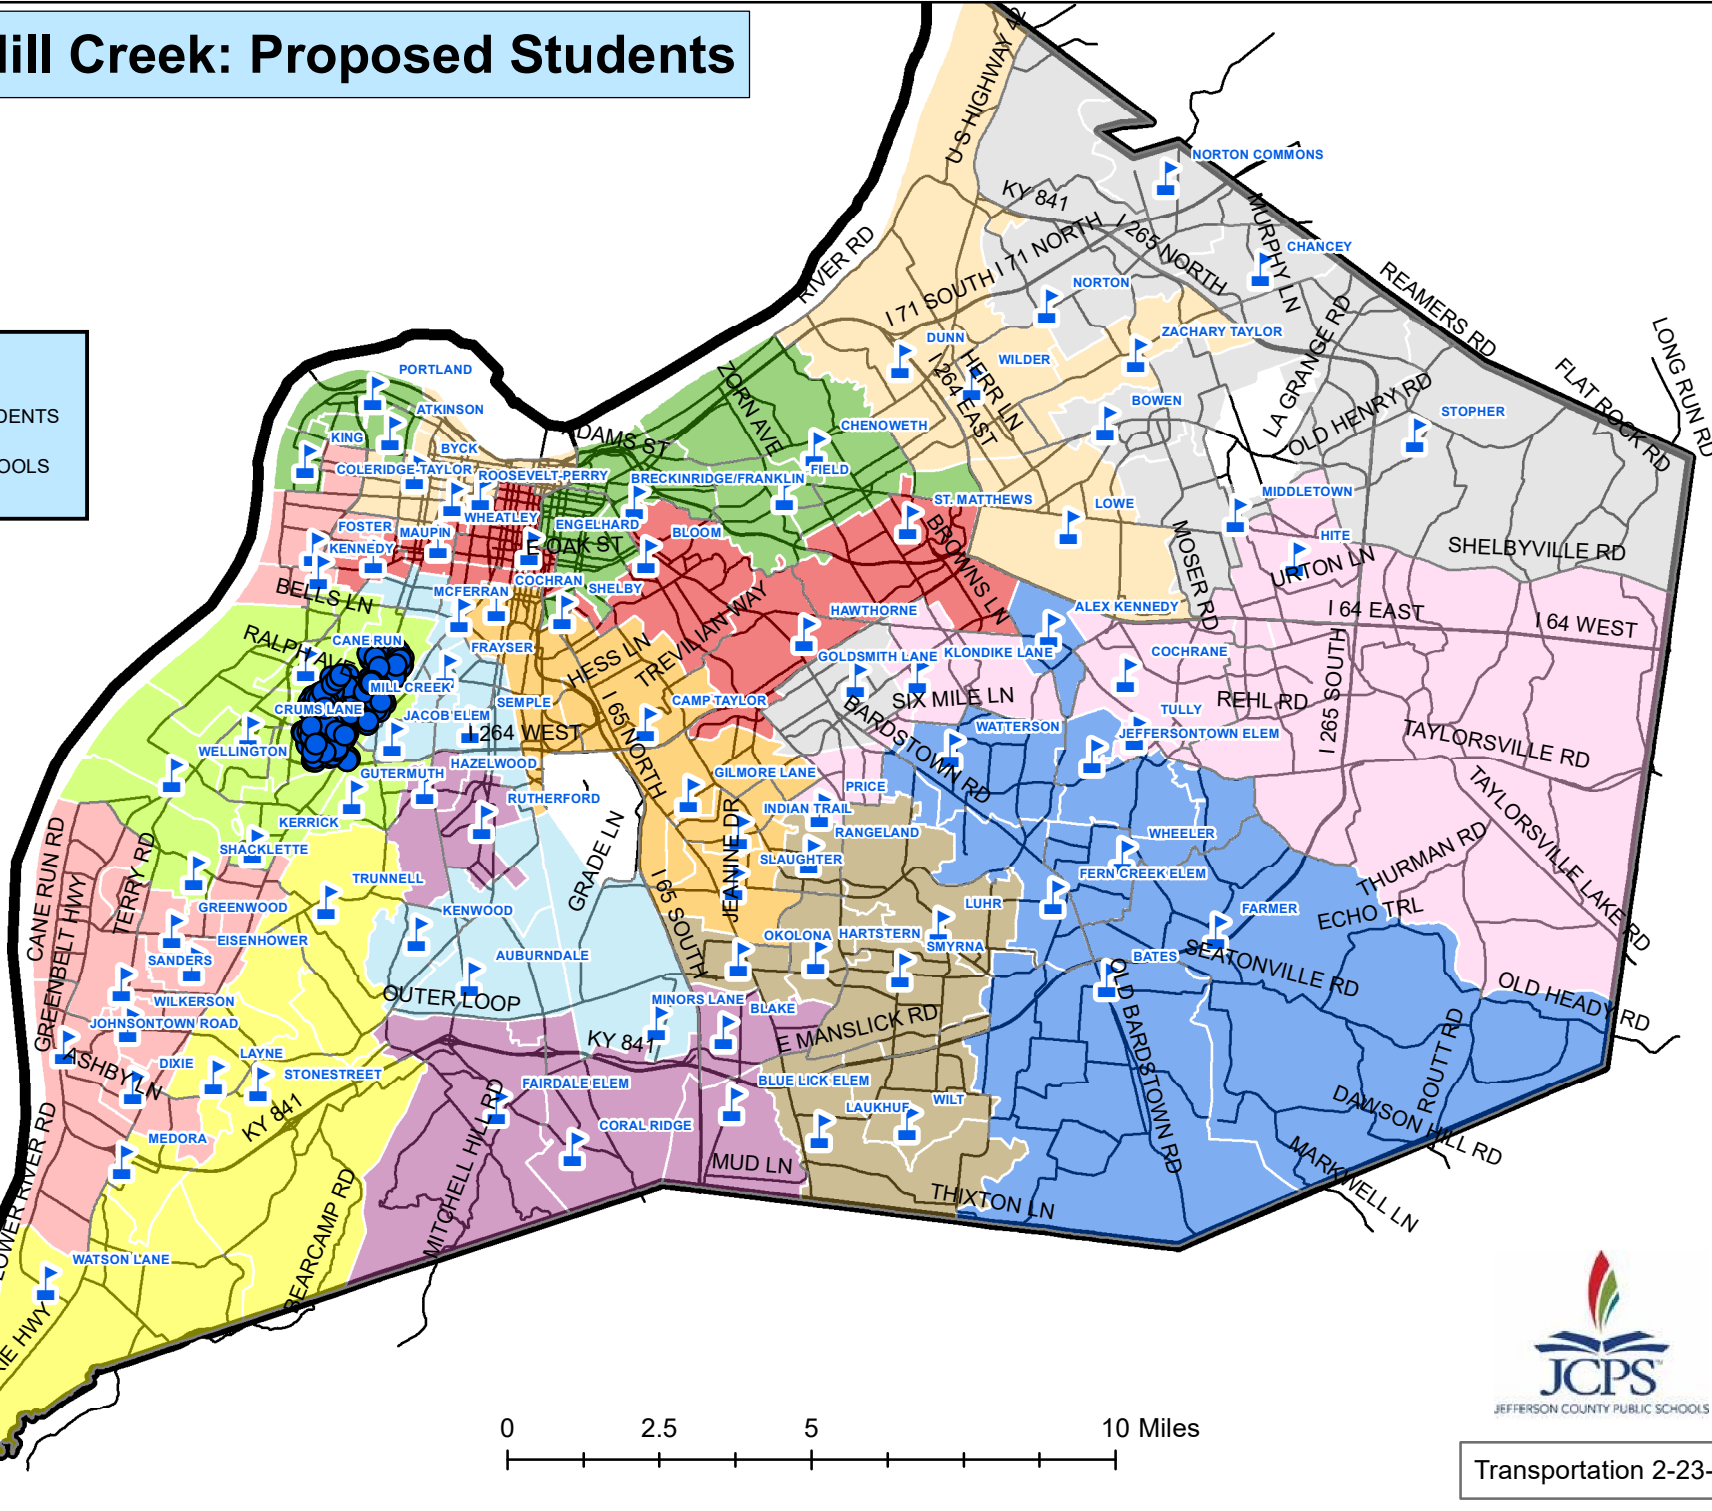 ill Creek: Proposed Students
DENTS
OOLS
U S HIGHWAY 42
NORTON COMMONS
KY 841
MURPHY LN
I 265 NORTH
I 71 NORTH
CHANCEY
RIVER RD
REAMERS RD
NORTON
I 71 SOUTH
LA GRANGE RD
ZACHARY TAYLOR
DUNN
WILDER
HERR LN
I 264 EAST
LONG RUN RD
FLAT ROCK RD
PORTLAND
ZORN AVE
OLD HENRY RD
BOWEN
STOPHER
ATKINSON
CHENOWETH
KING
DAMS ST
BYCK
COLERIDGE-TAYLOR
ROOSEVELT-PERRY
BRECKINRIDGE/FRANKLIN
FIELD
ST. MATTHEWS
LOWE
MIDDLETOWN
FOSTER
MAUPIN
WHEATLEY
ENGELHARD
BLOOM
BROWNS LN
MOSER RD
HITE
KENNEDY
E OAK ST
URTON LN
SHELBYVILLE RD
BELLS LN
MCFERRAN
COCHRAN
SHELBY
HAWTHORNE
ALEX KENNEDY
I 64 EAST
I 64 WEST
RALPH AVE
CANE RUN
FRAYSER
HESS LN
TREVILIAN WAY
GOLDSMITH LANE
KLONDIKE LANE
COCHRANE
MILL CREEK
SEMPLE
I 65 NORTH
CAMP TAYLOR
SIX MILE LN
REHL RD
I 265 SOUTH
CRUMS LANE
JACOB ELEM
I 264 WEST
BARDSTOWN RD
WATTERSON
TULLY
JEFFERSONTOWN ELEM
TAYLORSVILLE RD
WELLINGTON
GUTERMUTH
HAZELWOOD
GILMORE LANE
PRICE
RUTHERFORD
INDIAN TRAIL
TAYLORSVILLE LAKE RD
KERRICK
GRADE LN
JEANINE DR
RANGELAND
WHEELER
THURMAN RD
CANE RUN RD
TERRY RD
SHACKLETTE
SLAUGHTER
FERN CREEK ELEM
GREENBELT HWY
TRUNNELL
I 65 SOUTH
GREENWOOD
KENWOOD
LUHR
FARMER
ECHO TRL
EISENHOWER
OKOLONA
HARTSTERN
SMYRNA
SANDERS
AUBURNDALE
BATES
SEATONVILLE RD
WILKERSON
OUTER LOOP
MINORS LANE
BLAKE
OLD HEADY RD
JOHNSONTOWN ROAD
KY 841
E MANSLICK RD
OLD BARDSTOWN RD
ROUTT RD
ASHBY LN
DIXIE
LAYNE
STONESTREET
FAIRDALE ELEM
BLUE LICK ELEM
WILT
DAWSON HILL RD
KY 841
MITCHELL HILL RD
CORAL RIDGE
LAUKHUF
LOWER RIVER RD
MEDORA
MUD LN
MARKWELL LN
BEARCAMP RD
THIXTON LN
WATSON LANE
IE HWY
JCPS
JEFFERSON COUNTY PUBLIC SCHOOLS
0 2.5 5 10 Miles
Transportation 2-23-